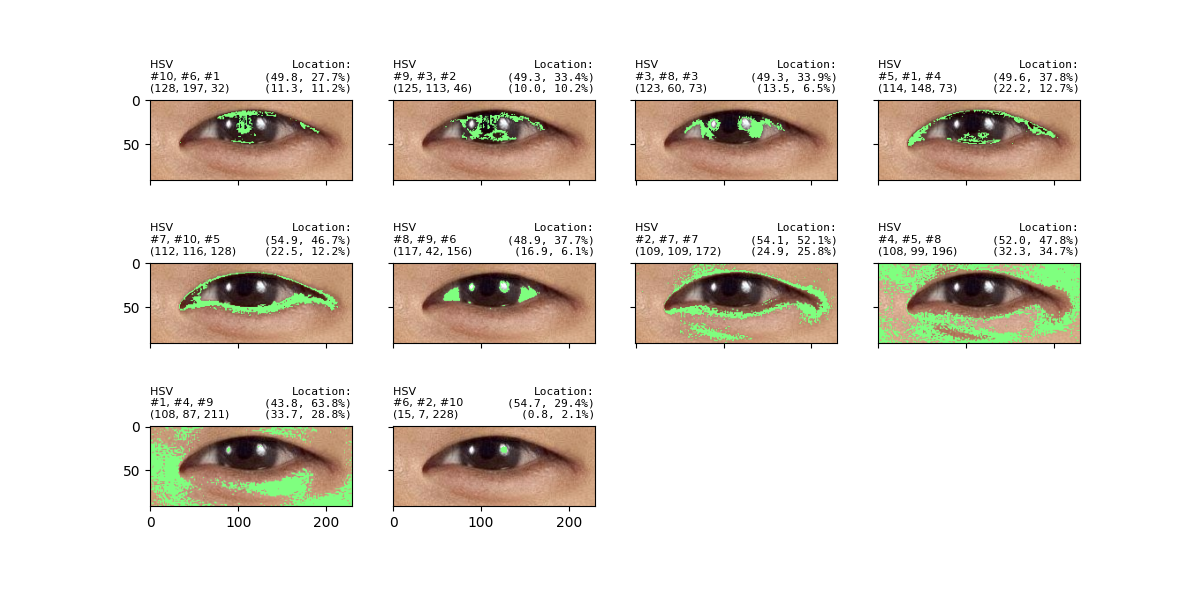 HSV Location:
#10, #6, #1 (49.8, 27.7%)
(128, 197, 32) (11.3, 11.2%)
HSV Location:
#9, #3, #2 (49.3, 33.4%)
(125, 113, 46) (10.0, 10.2%)
HSV Location:
#3, #8, #3 (49.3, 33.9%)
(123, 60, 73) (13.5, 6.5%)
HSV Location:
#5, #1, #4 (49.6, 37.8%)
(114, 148, 73) (22.2, 12.7%)
0
50
HSV Location:
#7, #10, #5 (54.9, 46.7%)
(112, 116, 128) (22.5, 12.2%)
HSV Location:
#8, #9, #6 (48.9, 37.7%)
(117, 42, 156) (16.9, 6.1%)
HSV Location:
#2, #7, #7 (54.1, 52.1%)
(109, 109, 172) (24.9, 25.8%)
HSV Location:
#4, #5, #8 (52.0, 47.8%)
(108, 99, 196) (32.3, 34.7%)
0
50
HSV Location:
#1, #4, #9 (43.8, 63.8%)
(108, 87, 211) (33.7, 28.8%)
HSV Location:
#6, #2, #10 (54.7, 29.4%)
(15, 7, 228) (0.8, 2.1%)
0
50
0 100 200
0 100 200